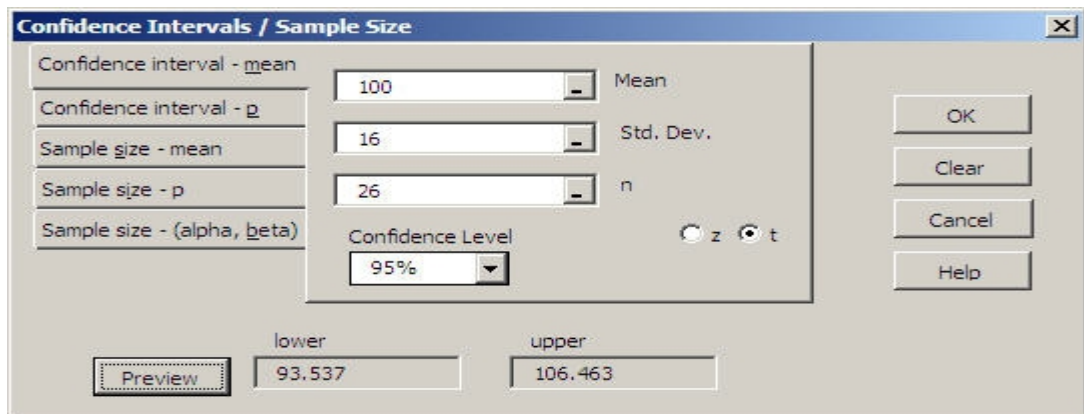 Confidence Intervals / Sample Size
Confidence interval - mean
Confidence interval - p
Sample size - mean
Sample size - p
Sample size - (alpha, beta)
100
Mean
16
Std. Dev.
26
n
Confidence Level
95%
z
t
OK
Clear
Cancel
Help
Preview
lower
93.537
upper
106.463